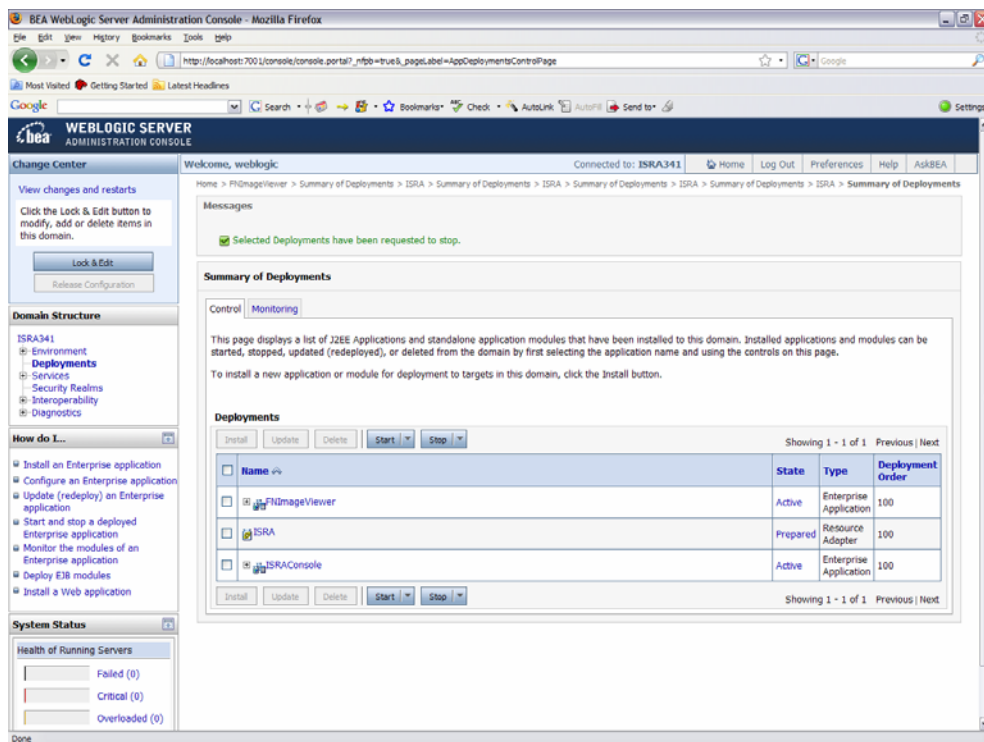 BEA WebLogic Server Administration Console - Mozilla Firefox
File Edit View History Bookmarks Tools Help
http://localhost:7001/console/console.portal?_nfpb=true&_pageLabel=AppDeploymentsControlPage
Google
Most Visited Getting Started Latest Headlines
Google Search Bookmarks Check AutoLink AutoFill Send to Settings
bea WEBLOGIC SERVER
ADMINISTRATION CONSOLE
Change Center
View changes and restarts
Click the Lock & Edit button to
modify, add or delete items in
this domain.
Lock & Edit
Release Configuration
Domain Structure
ISRA341
Environment
Deployments
Services
Security Realms
Interoperability
Diagnostics
How do I...
Install an Enterprise application
Configure an Enterprise application
Update (redeploy) an Enterprise
application
Start and stop a deployed
Enterprise application
Monitor the modules of an
Enterprise application
Deploy EJB modules
Install a Web application
System Status
Health of Running Servers
Failed (0)
Critical (0)
Overloaded (0)
Welcome, weblogic Connected to: ISRA341 Home Log Out Preferences Help AskBEA
Home > FNImageViewer > Summary of Deployments > ISRA > Summary of Deployments > ISRA > Summary of Deployments > ISRA > Summary of Deployments > ISRA > Summary of Deployments
Messages
Selected Deployments have been requested to stop.
Summary of Deployments
Control Monitoring
This page displays a list of J2EE Applications and standalone application modules that have been installed to this domain. Installed applications and modules can be
started, stopped, updated (redeployed), or deleted from the domain by first selecting the application name and using the controls on this page.
To install a new application or module for deployment to targets in this domain, click the Install button.
Deployments
Install Update Delete Start Stop Showing 1 - 1 of 1 Previous | Next
Name State Type Deployment Order
FNImageViewer Active Enterprise Application 100
ISRA Prepared Resource Adapter 100
ISRAConsole Active Enterprise Application 100
Install Update Delete Start Stop Showing 1 - 1 of 1 Previous | Next
Done